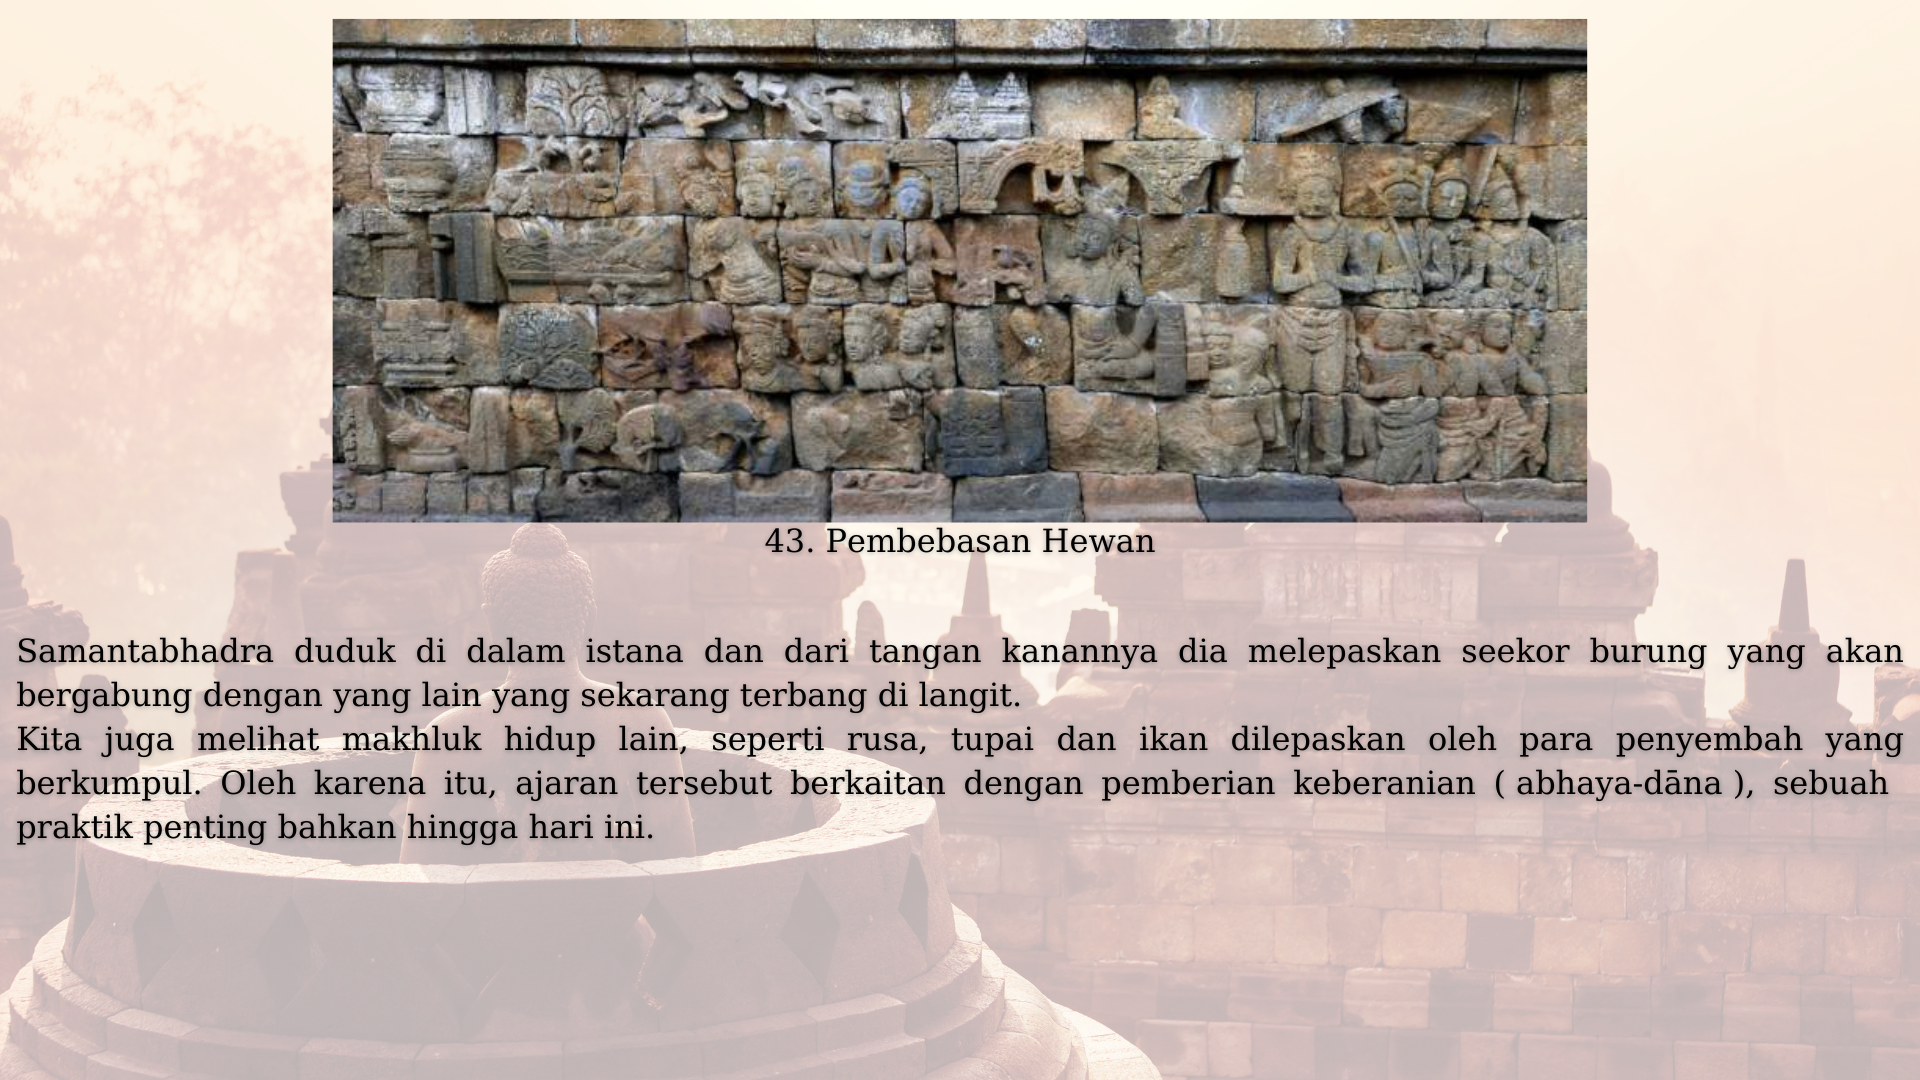 43. Pembebasan Hewan
Samantabhadra duduk di dalam istana dan dari tangan kanannya dia melepaskan seekor burung yang akan
bergabung dengan yang lain yang sekarang terbang di langit.
Kita juga melihat makhluk hidup lain, seperti rusa, tupai dan ikan dilepaskan oleh para penyembah yang
berkumpul. Oleh karena itu, ajaran tersebut berkaitan dengan pemberian keberanian ( abhaya-dāna ), sebuah
praktik penting bahkan hingga hari ini.